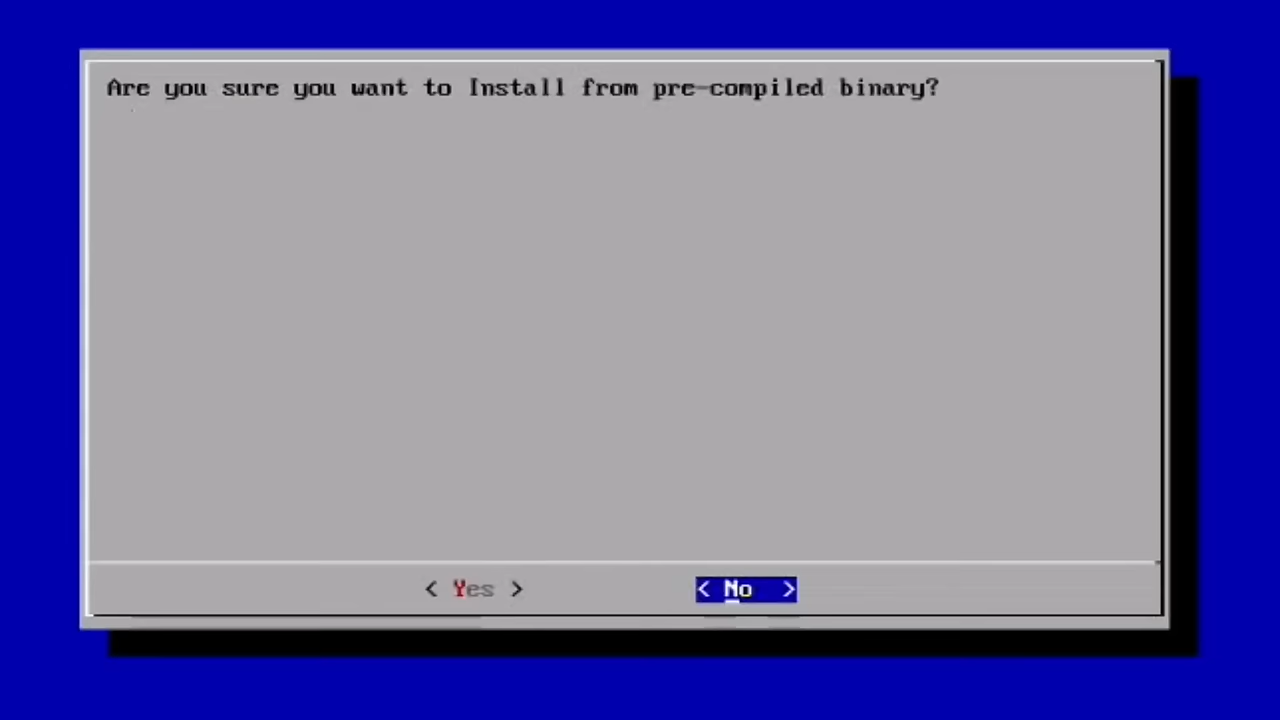 Are you sure you want to Install from pre-compiled binary?
< Yes > < No >